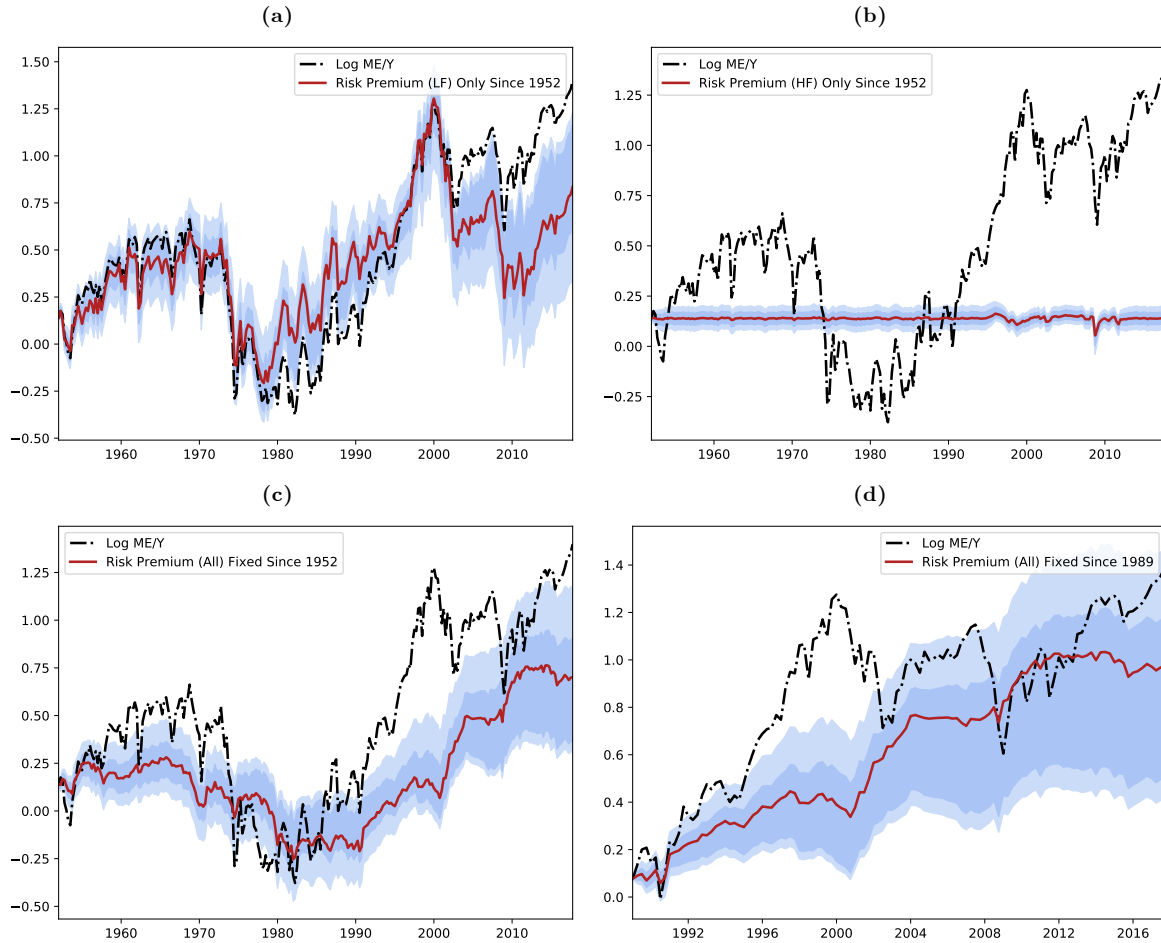 (a)
Log ME/Y
Risk Premium (LF) Only Since 1952
1.50
1.25
1.00
0.75
0.50
0.25
0.00
−0.25
−0.50
1960 1970 1980 1990 2000 2010
(b)
Log ME/Y
Risk Premium (HF) Only Since 1952
1.25
1.00
0.75
0.50
0.25
0.00
−0.25
1960 1970 1980 1990 2000 2010
(c)
Log ME/Y
Risk Premium (All) Fixed Since 1952
1.25
1.00
0.75
0.50
0.25
0.00
−0.25
−0.50
1960 1970 1980 1990 2000 2010
(d)
Log ME/Y
Risk Premium (All) Fixed Since 1989
1.4
1.2
1.0
0.8
0.6
0.4
0.2
0.0
1992 1996 2000 2004 2008 2012 2016